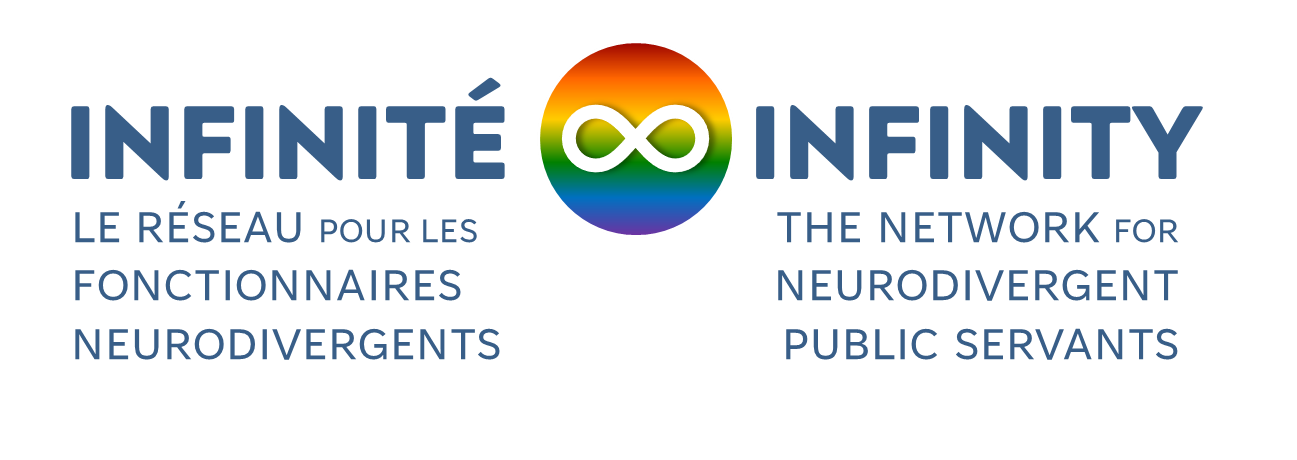 INFINITÉ
LE RÉSEAU POUR LES
FONCTIONNAIRES
NEURODIVERGENTS
INFINITY
THE NETWORK FOR
NEURODIVERGENT
PUBLIC SERVANTS